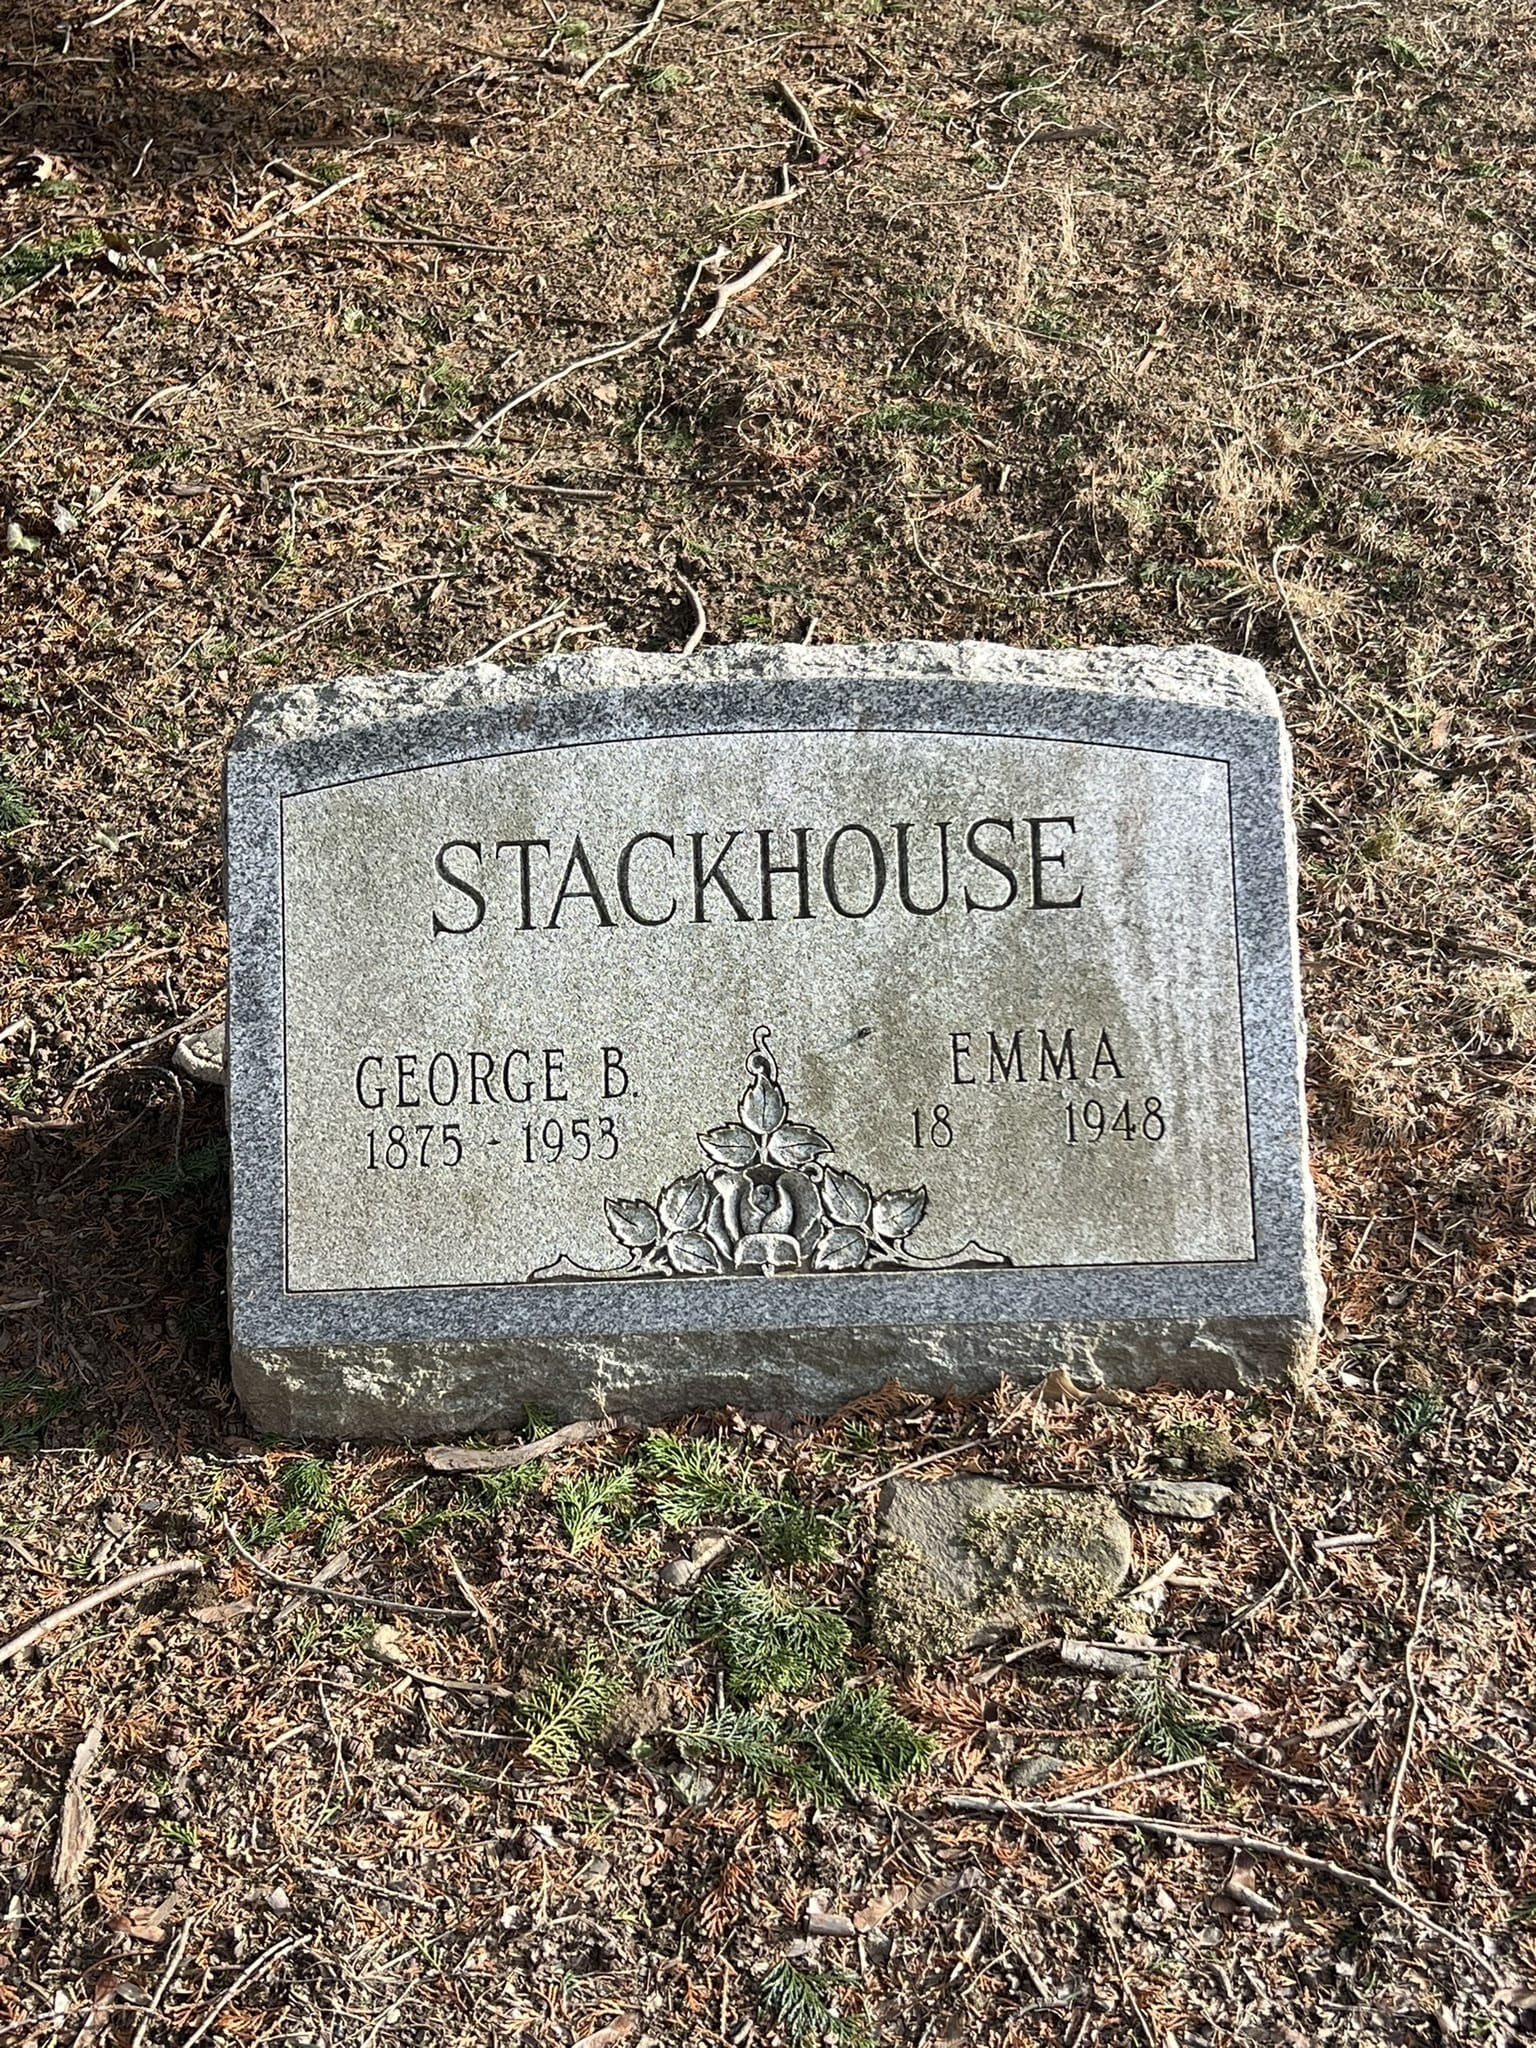 STACKHOUSE
GEORGE B. EMMA
1875 - 1953 18 1948